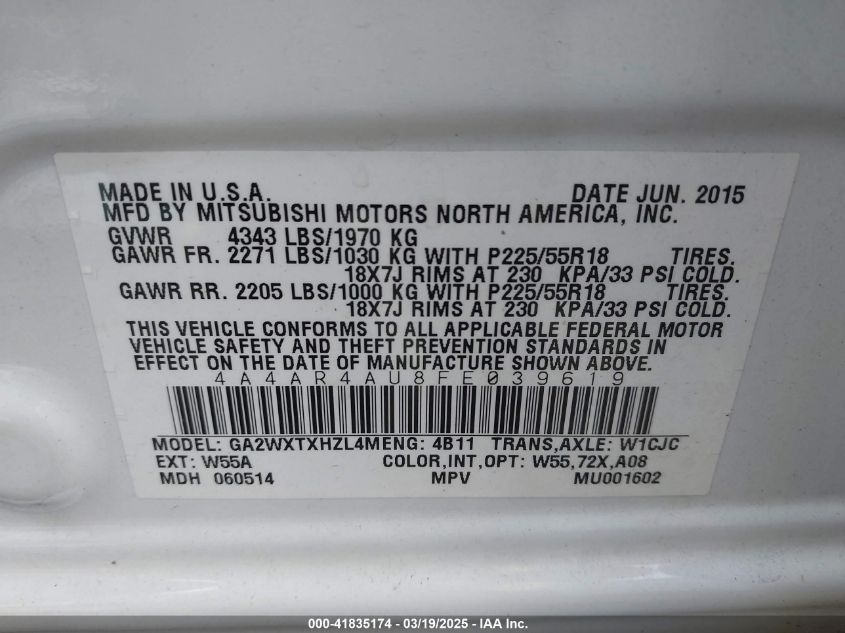 MADE IN U.S.A. DATE JUN. 2015
MFD BY MITSUBISHI MOTORS NORTH AMERICA, INC.
GVWR 4343 LBS/1970 KG
GAWR FR. 2271 LBS/1030 KG WITH P225/55R18 TIRES.
18X7J RIMS AT 230 KPA/33 PSI COLD.
GAWR RR. 2205 LBS/1000 KG WITH P225/55R18 TIRES.
18X7J RIMS AT 230 KPA/33 PSI COLD.
THIS VEHICLE CONFORMS TO ALL APPLICABLE FEDERAL MOTOR
VEHICLE SAFETY AND THEFT PREVENTION STANDARDS IN
EFFECT ON THE DATE OF MANUFACTURE SHOWN ABOVE.
4A4AR4AU8FE039619
MODEL: GA2WXTXHZL4MENG: 4B11 TRANS,AXLE: W1CJC
EXT: W55A COLOR,INT,OPT: W55,72X,A08
MDH 060514 MPV MU001602
000-41835174 - 03/19/2025 - IAA Inc.